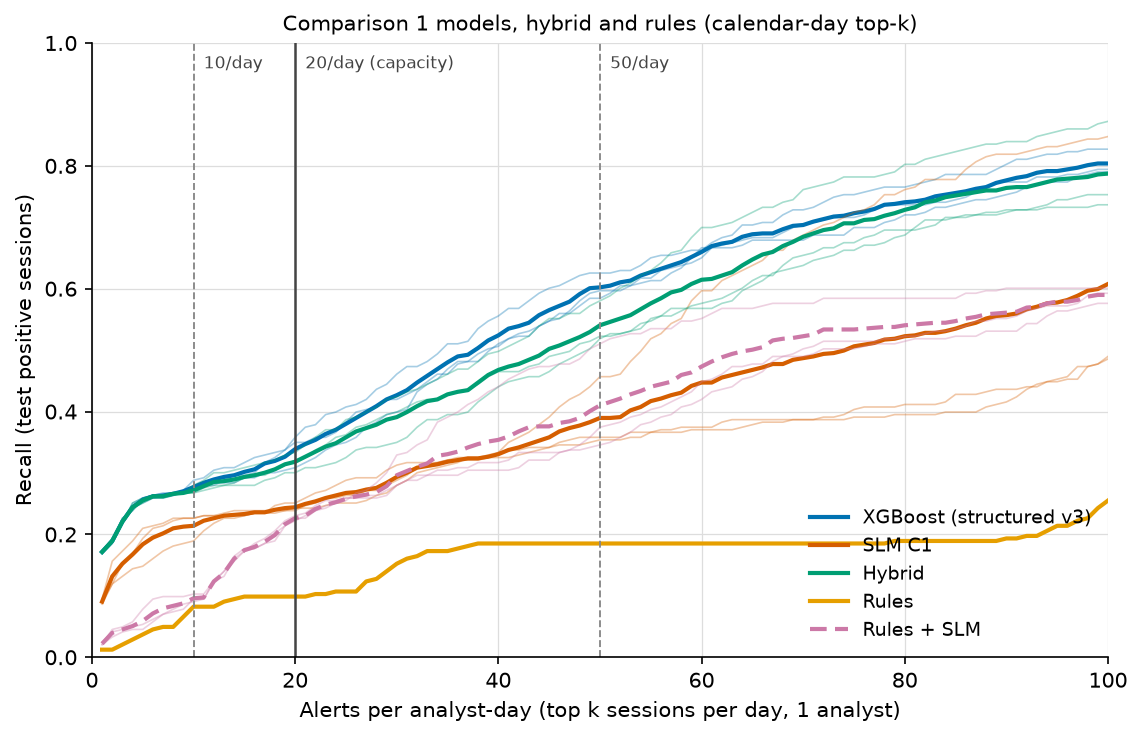 Comparison 1 models, hybrid and rules (calendar-day top-k)
10/day
20/day (capacity)
50/day
Recall (test positive sessions)
1.0
0.8
0.6
0.4
0.2
0.0
XGBoost (structured v3)
SLM C1
Hybrid
Rules
Rules + SLM
0
20
40
60
80
100
Alerts per analyst-day (top k sessions per day, 1 analyst)